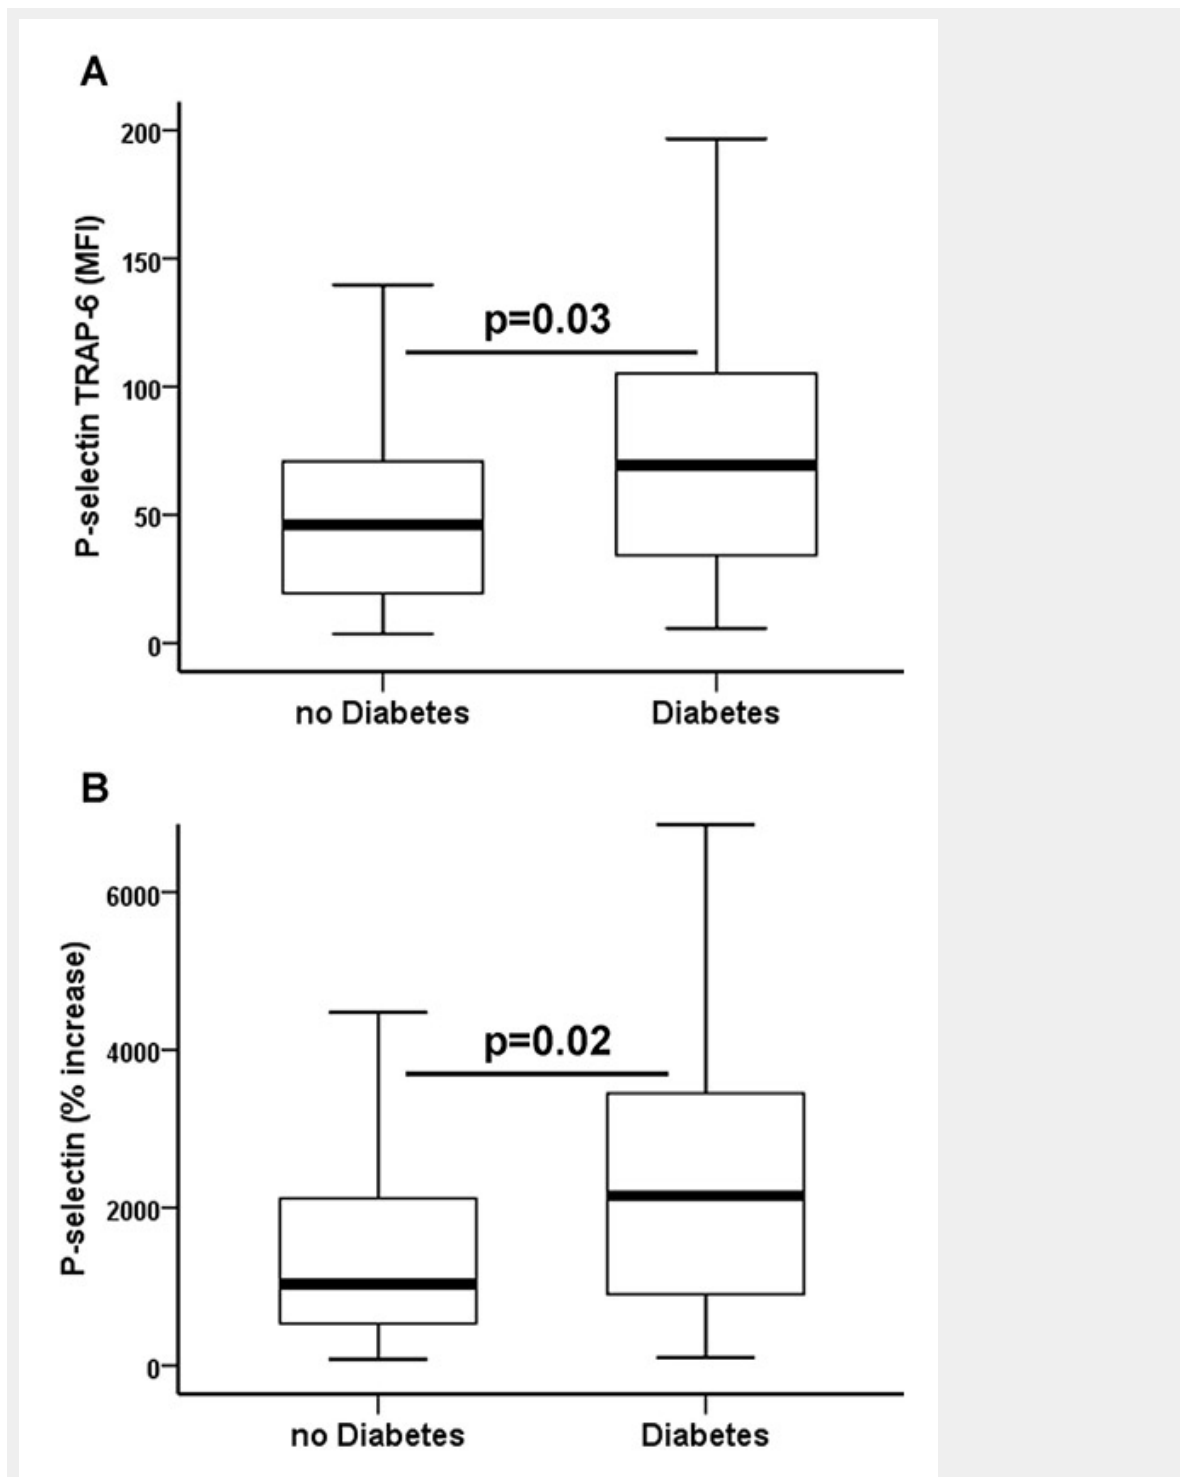 A
P-selectin TRAP-6 (MFI)
200
150
100
50
0
p=0.03
no Diabetes
Diabetes
B
P-selectin (% increase)
6000
4000
2000
0
p=0.02
no Diabetes
Diabetes